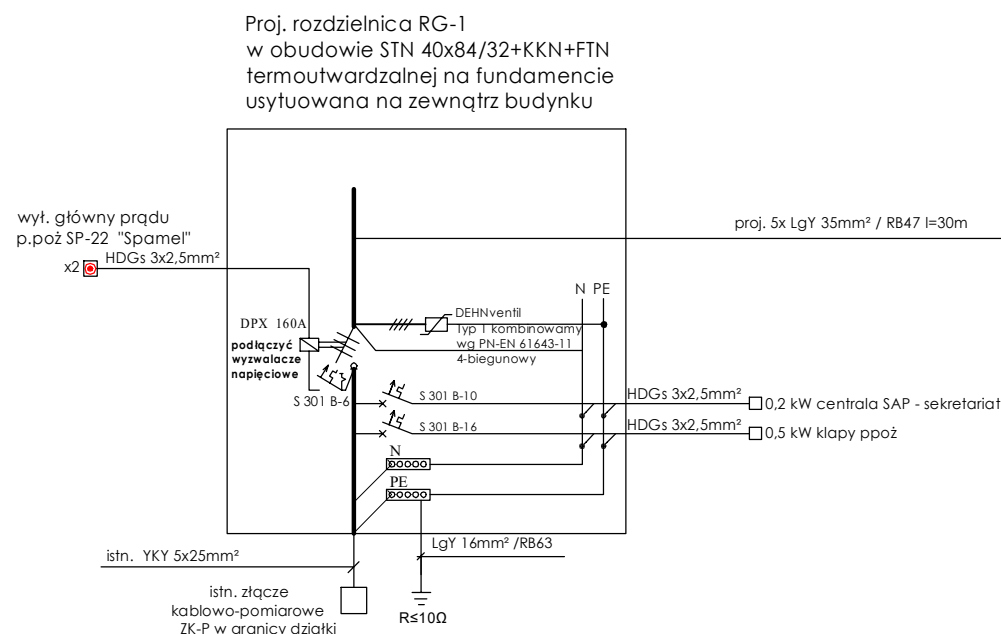 Proj. rozdzielnica RG-1
w obudowie STN 40x84/32+KKN+FTN
termoutwardzalnej na fundamencie
usytuowana na zewnątrz budynku
wył. główny prądu
p.poż SP-22 "Spamel"
x2
HDGs 3x2,5mm²
proj. 5x LgY 35mm² / RB47 l=30m
N PE
DPX 160A
podłączyć
wyzwalacze
napięciowe
DEHNventil
Typ 1 kombinowamy
wg PN-EN 61643-11
4-biegunowy
S 301 B-6
S 301 B-10
HDGs 3x2,5mm²
0,2 kW centrala SAP - sekretariat
S 301 B-16
HDGs 3x2,5mm²
0,5 kW klapy ppoż
N
PE
LgY 16mm² /RB63
istn. YKY 5x25mm²
istn. złącze
kablowo-pomiarowe
ZK-P w granicy działki
R≤10Ω